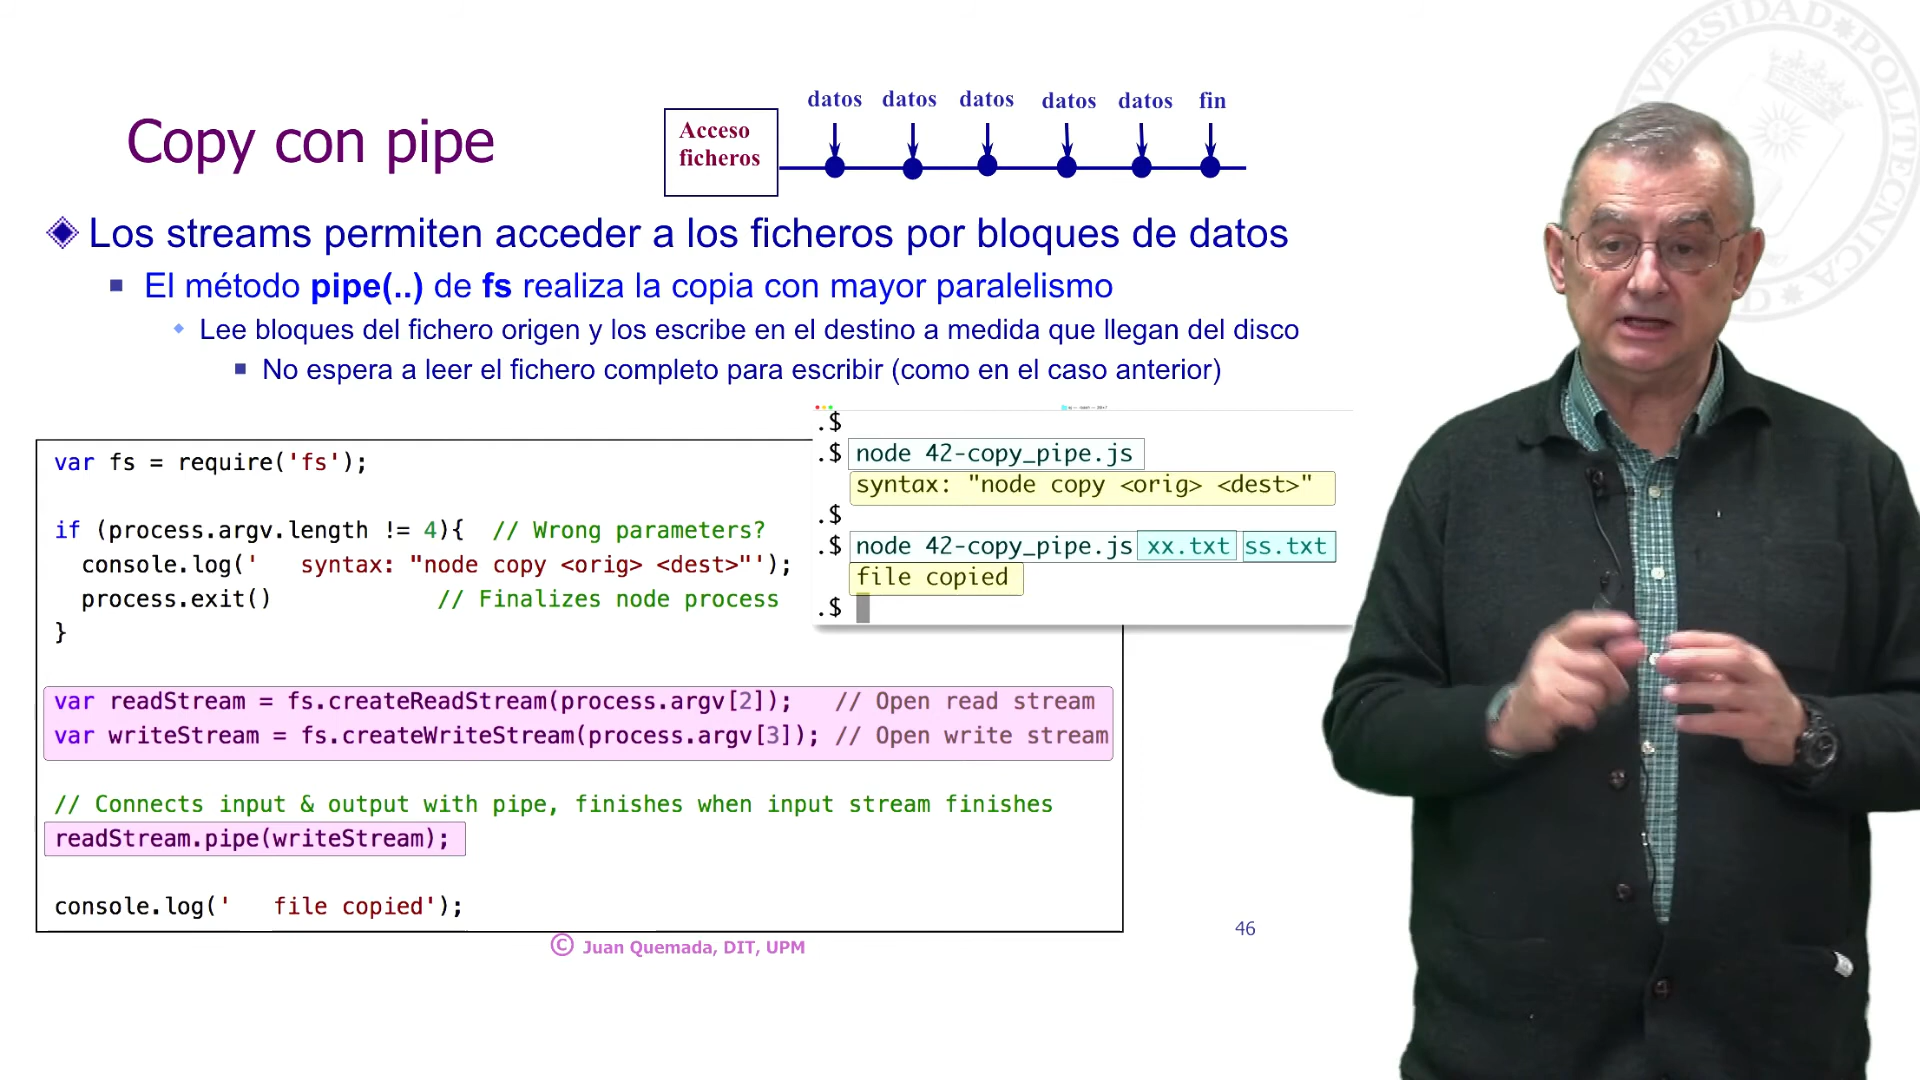 Copy con pipe
Acceso
ficheros
datos datos datos datos datos fin
Los streams permiten acceder a los ficheros por bloques de datos
El método pipe(..) de fs realiza la copia con mayor paralelismo
Lee bloques del fichero origen y los escribe en el destino a medida que llegan del disco
No espera a leer el fichero completo para escribir (como en el caso anterior)
.$
.$ node 42-copy_pipe.js
syntax: "node copy <orig> <dest>"
.$
.$ node 42-copy_pipe.js xx.txt ss.txt
file copied
.$
var fs = require('fs');
if (process.argv.length != 4){ // Wrong parameters?
console.log('   syntax: "node copy <orig> <dest>"');
process.exit() // Finalizes node process
}
var readStream = fs.createReadStream(process.argv[2]); // Open read stream
var writeStream = fs.createWriteStream(process.argv[3]); // Open write stream
// Connects input & output with pipe, finishes when input stream finishes
readStream.pipe(writeStream);
console.log('   file copied');
© Juan Quemada, DIT, UPM
46